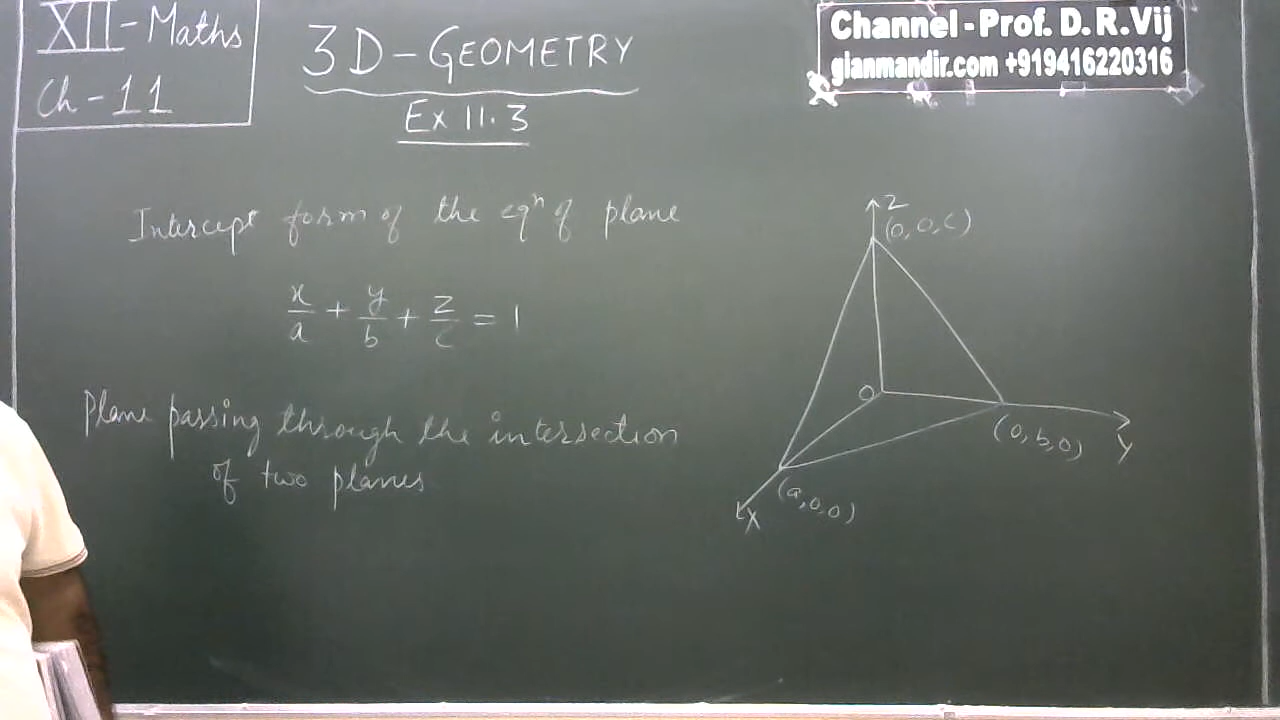 XII - Maths
Ch - 11
3D - GEOMETRY
Ex 11.3
Channel - Prof. D. R. Vij
gianmandir.com +919416220316
Intercept form of the eqⁿ of plane
x/a + y/b + z/c = 1
Plane passing through the intersection
of two planes
Z
(0,0,c)
O
(0,b,0)
Y
(a,0,0)
X